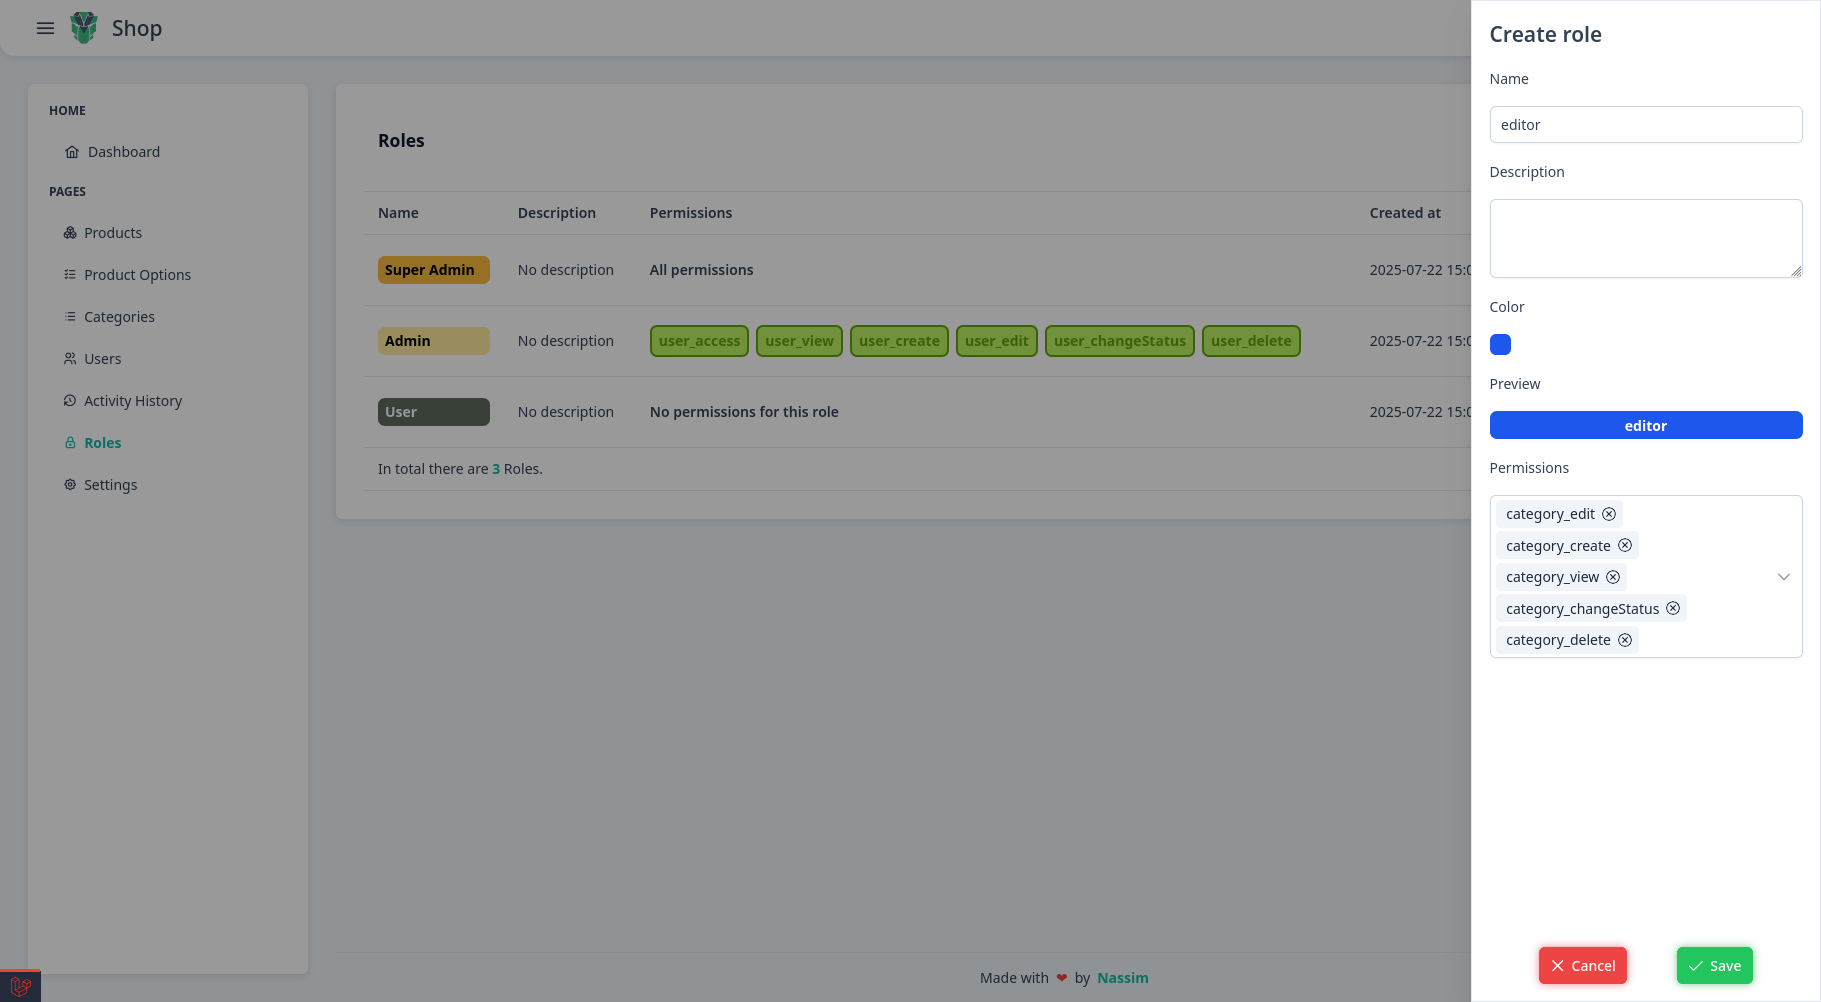 Shop
HOME
Dashboard
PAGES
Products
Product Options
Categories
Users
Activity History
Roles
Settings
Roles
Name Description Permissions Created at
Super Admin No description All permissions 2025-07-22 15:0
Admin No description user_access user_view user_create user_edit user_changeStatus user_delete 2025-07-22 15:0
User No description No permissions for this role 2025-07-22 15:0
In total there are 3 Roles.
Made with ❤ by Nassim
Create role
Name
editor
Description
Color
Preview
editor
Permissions
category_edit
category_create
category_view
category_changeStatus
category_delete
Cancel Save